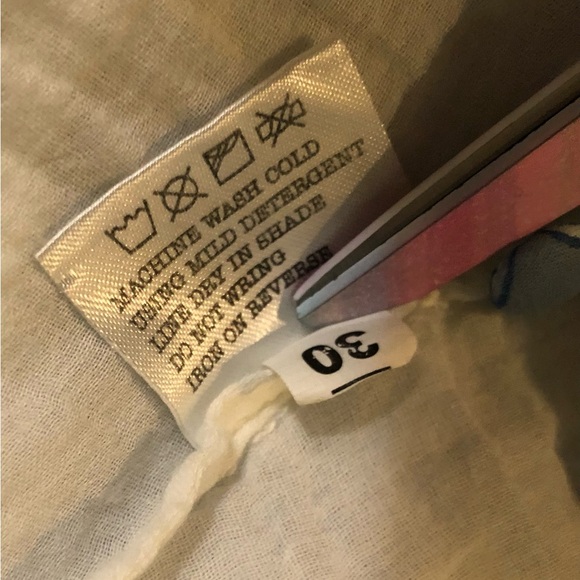 MACHINE WASH COLD
USING MILD DETERGENT
LINE DRY IN SHADE
DO NOT WRING
IRON ON REVERSE
30